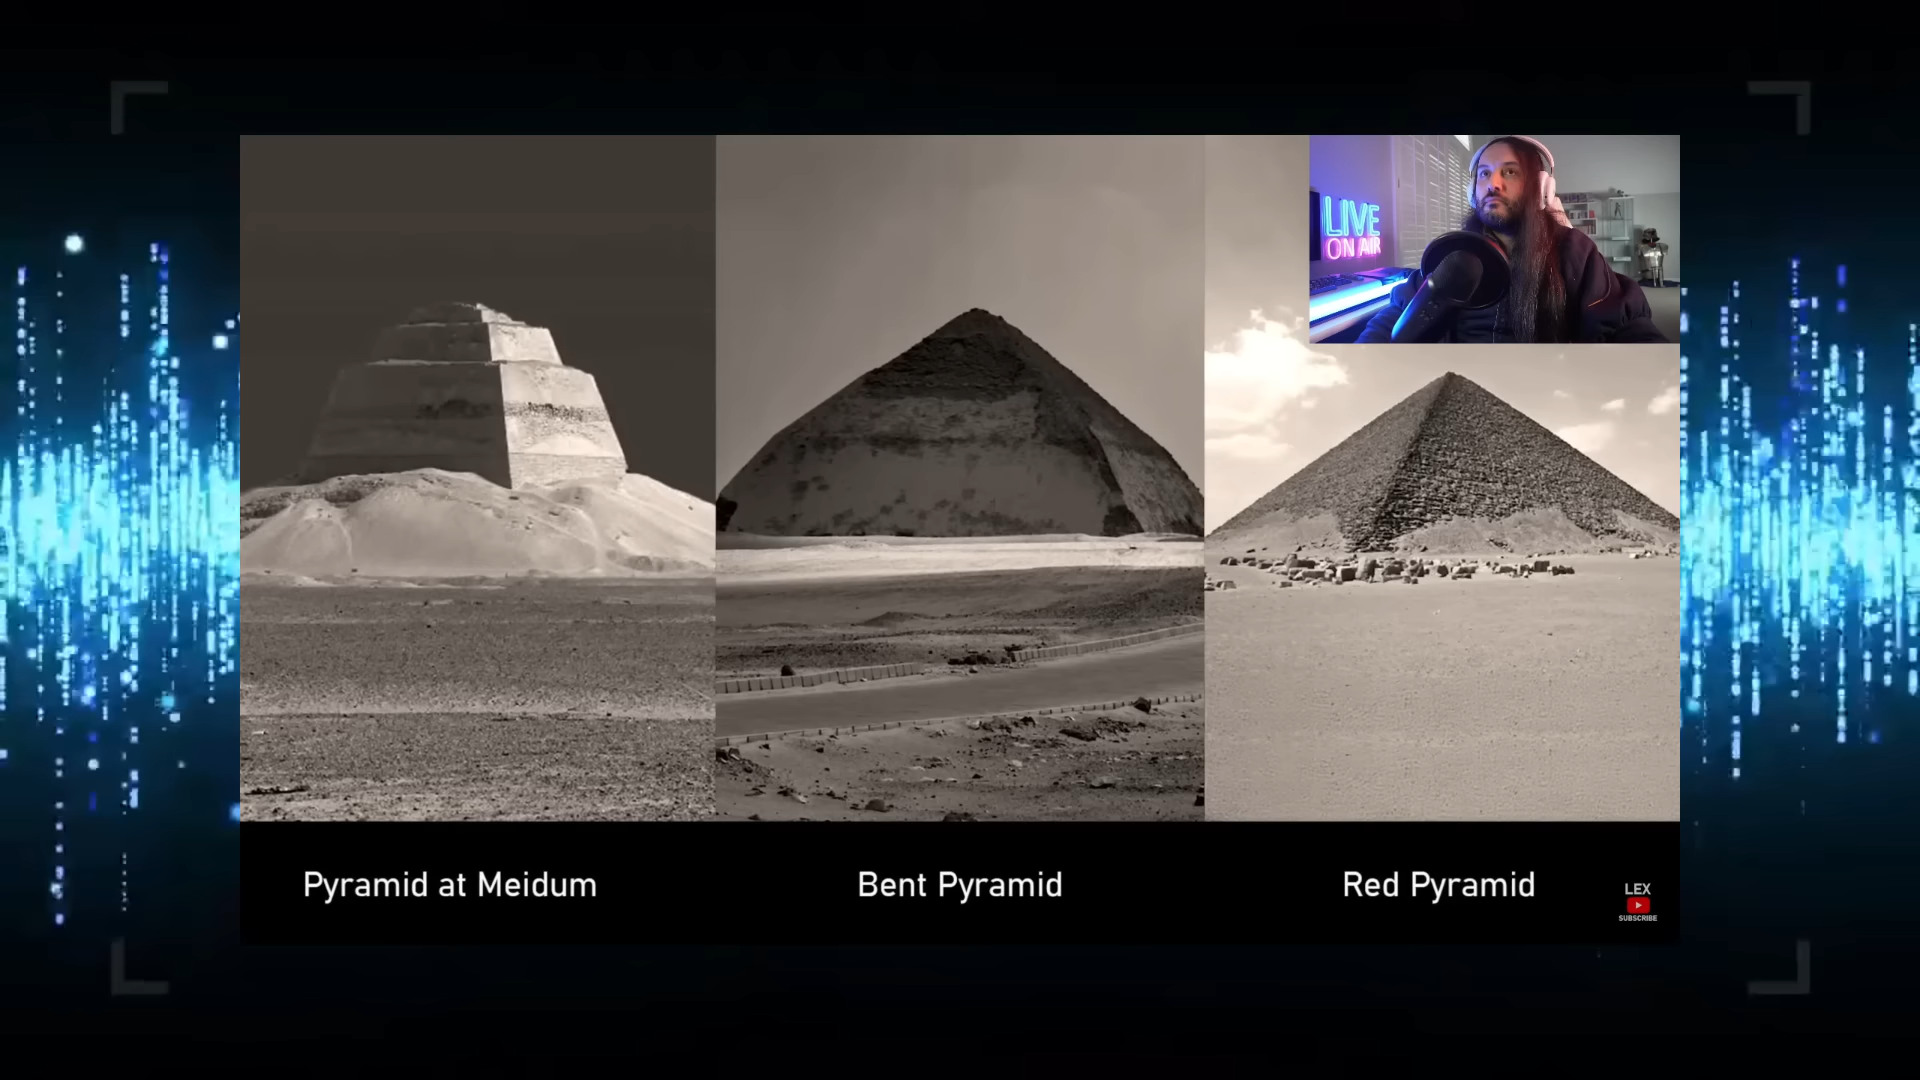 LIVE
ON AIR
Pyramid at Meidum
Bent Pyramid
Red Pyramid
LEX
SUBSCRIBE